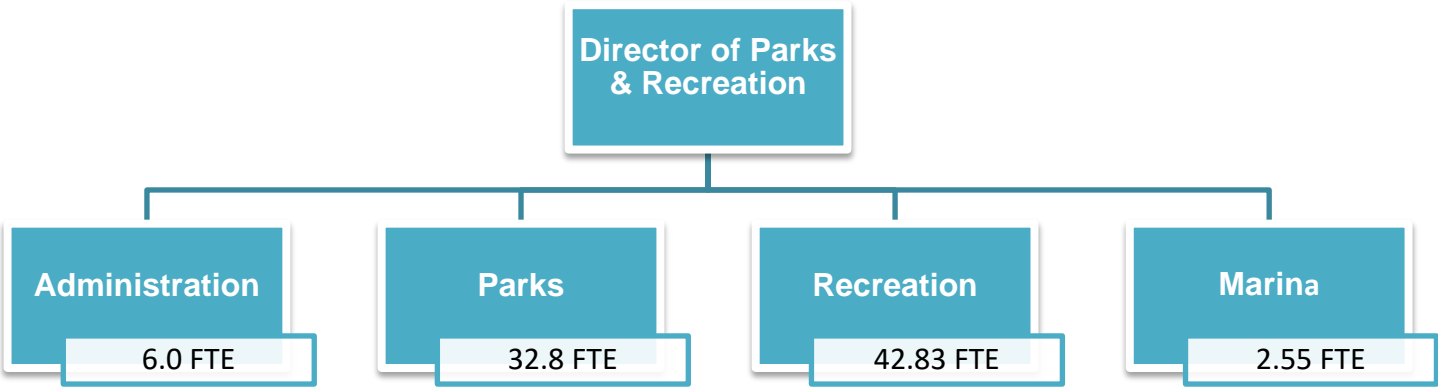 Director of Parks
& Recreation
Administration
6.0 FTE
Parks
32.8 FTE
Recreation
42.83 FTE
Marina
2.55 FTE